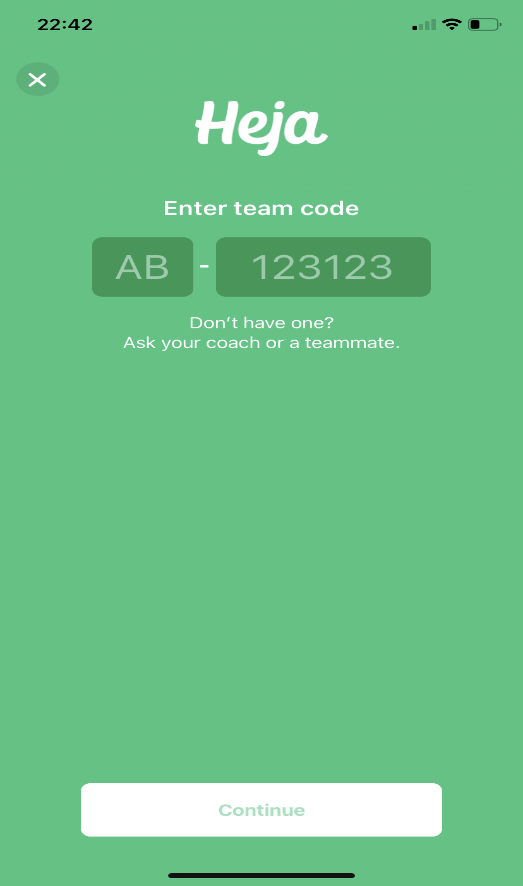 22:42
Heja
Enter team code
AB - 123123
Don't have one?
Ask your coach or a teammate.
Continue